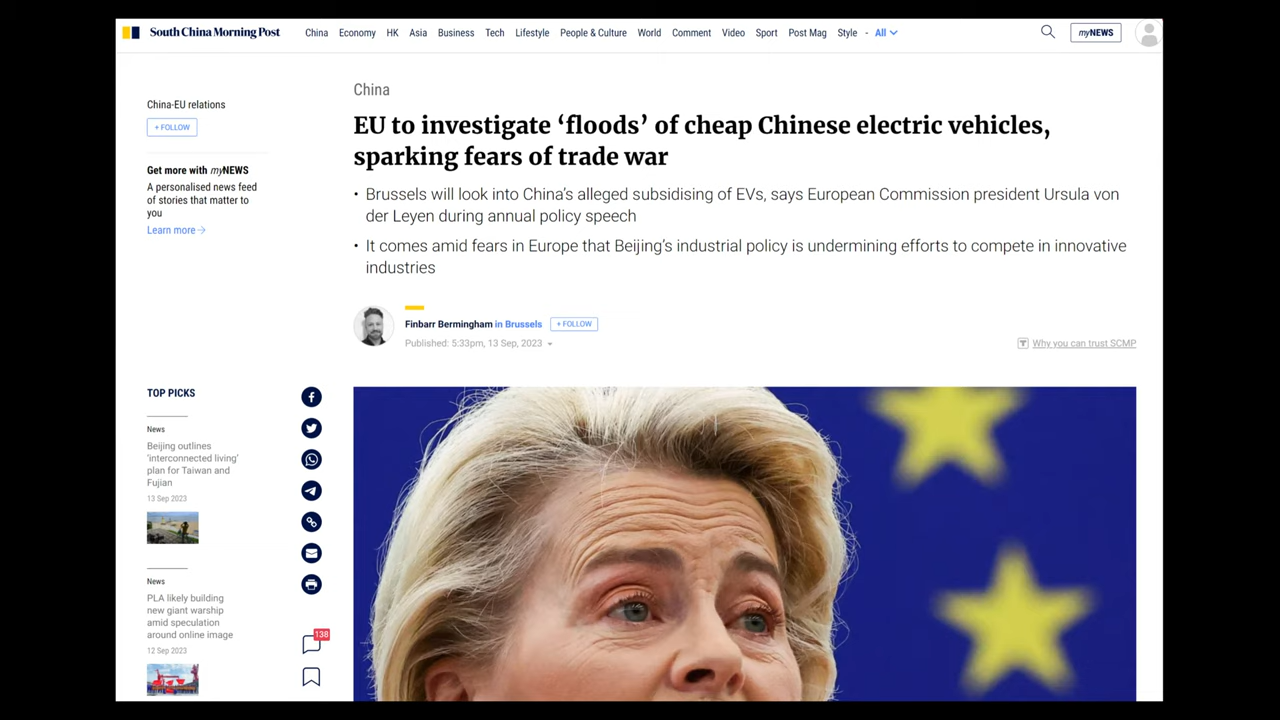 South China Morning Post
China Economy HK Asia Business Tech Lifestyle People & Culture World Comment Video Sport Post Mag Style - All
myNEWS
China-EU relations
+ FOLLOW
Get more with myNEWS
A personalised news feed
of stories that matter to
you
Learn more
China
EU to investigate ‘floods’ of cheap Chinese electric vehicles,
sparking fears of trade war
• Brussels will look into China’s alleged subsidising of EVs, says European Commission president Ursula von
der Leyen during annual policy speech
• It comes amid fears in Europe that Beijing’s industrial policy is undermining efforts to compete in innovative
industries
Finbarr Bermingham in Brussels + FOLLOW
Published: 5:33pm, 13 Sep, 2023
Why you can trust SCMP
TOP PICKS
News
Beijing outlines
‘interconnected living’
plan for Taiwan and
Fujian
13 Sep 2023
News
PLA likely building
new giant warship
amid speculation
around online image
12 Sep 2023
138